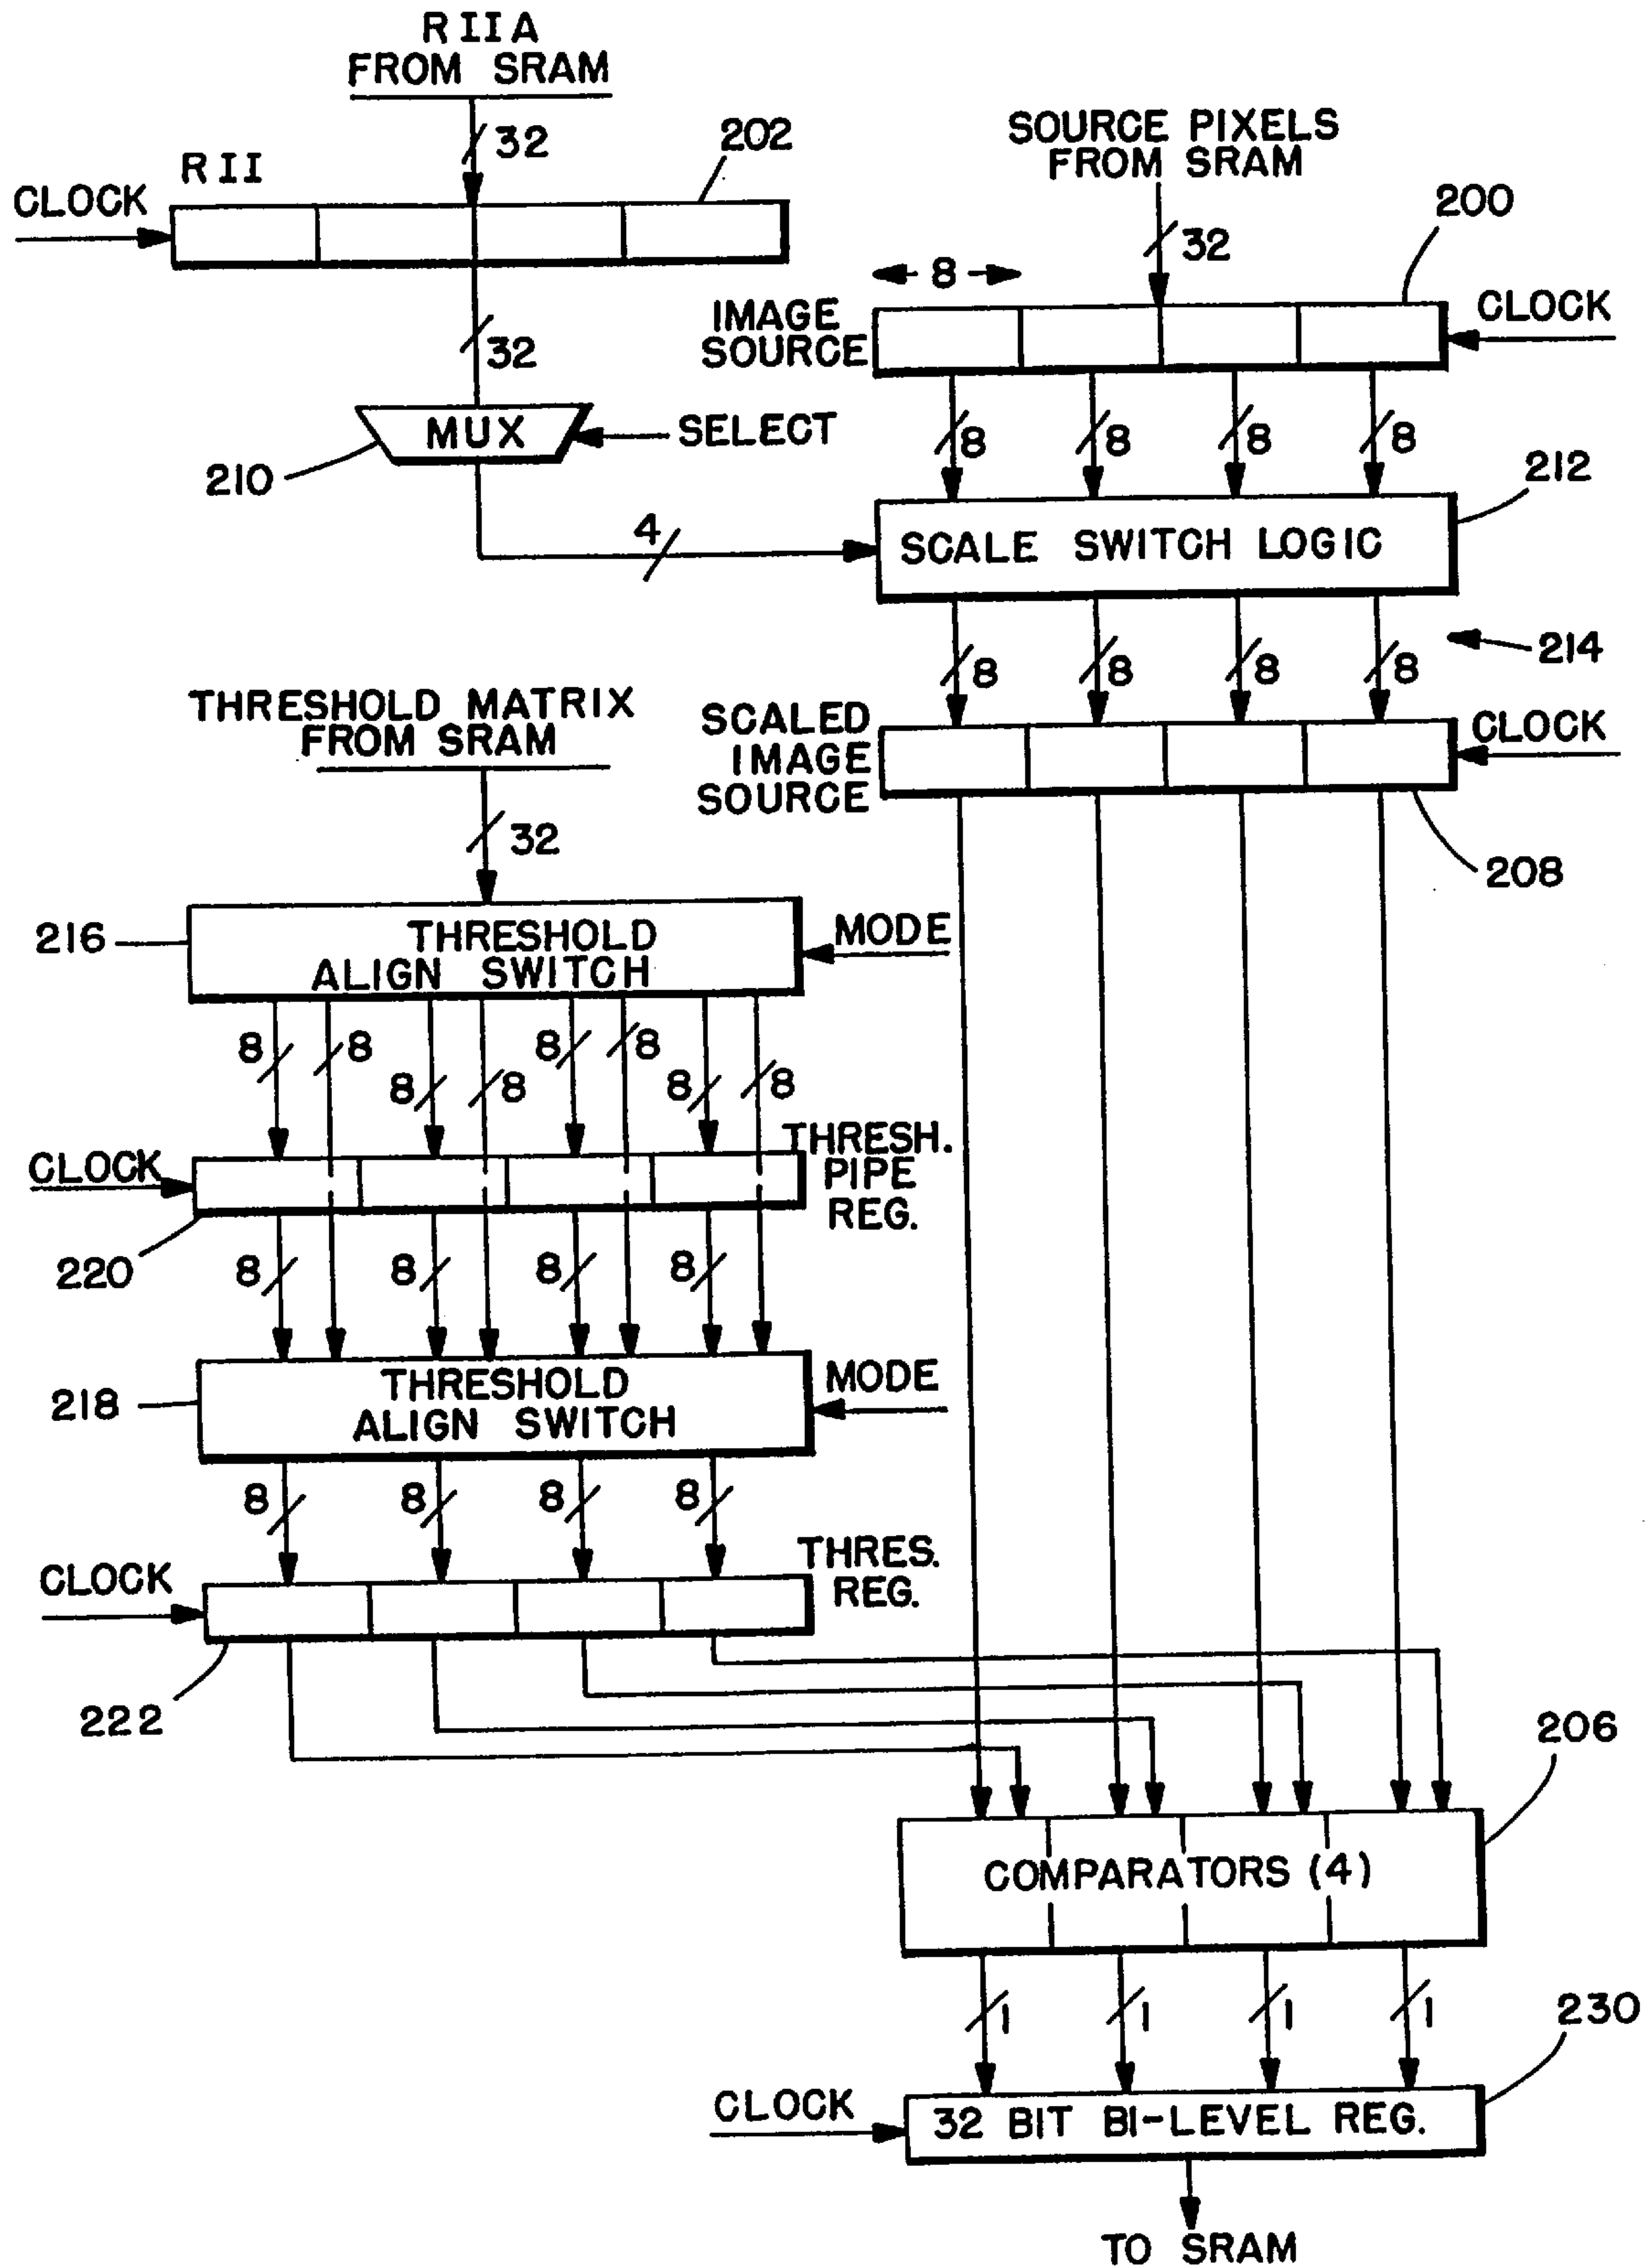 RIIA
FROM SRAM
32
RII
202
CLOCK
SOURCE PIXELS
FROM SRAM
32
200
8
IMAGE
SOURCE
CLOCK
32
MUX
SELECT
210
8 8 8 8
212
4
SCALE SWITCH LOGIC
8 8 8 8
214
THRESHOLD MATRIX
FROM SRAM
32
SCALED
IMAGE
SOURCE
CLOCK
208
216
THRESHOLD
ALIGN SWITCH
MODE
8 8 8 8 8 8 8 8
THRESH.
PIPE
REG.
CLOCK
220
8 8 8 8
218
THRESHOLD
ALIGN SWITCH
MODE
8 8 8 8
THRES.
REG.
CLOCK
222
206
COMPARATORS (4)
1 1 1 1
230
CLOCK
32 BIT BI-LEVEL REG.
TO SRAM